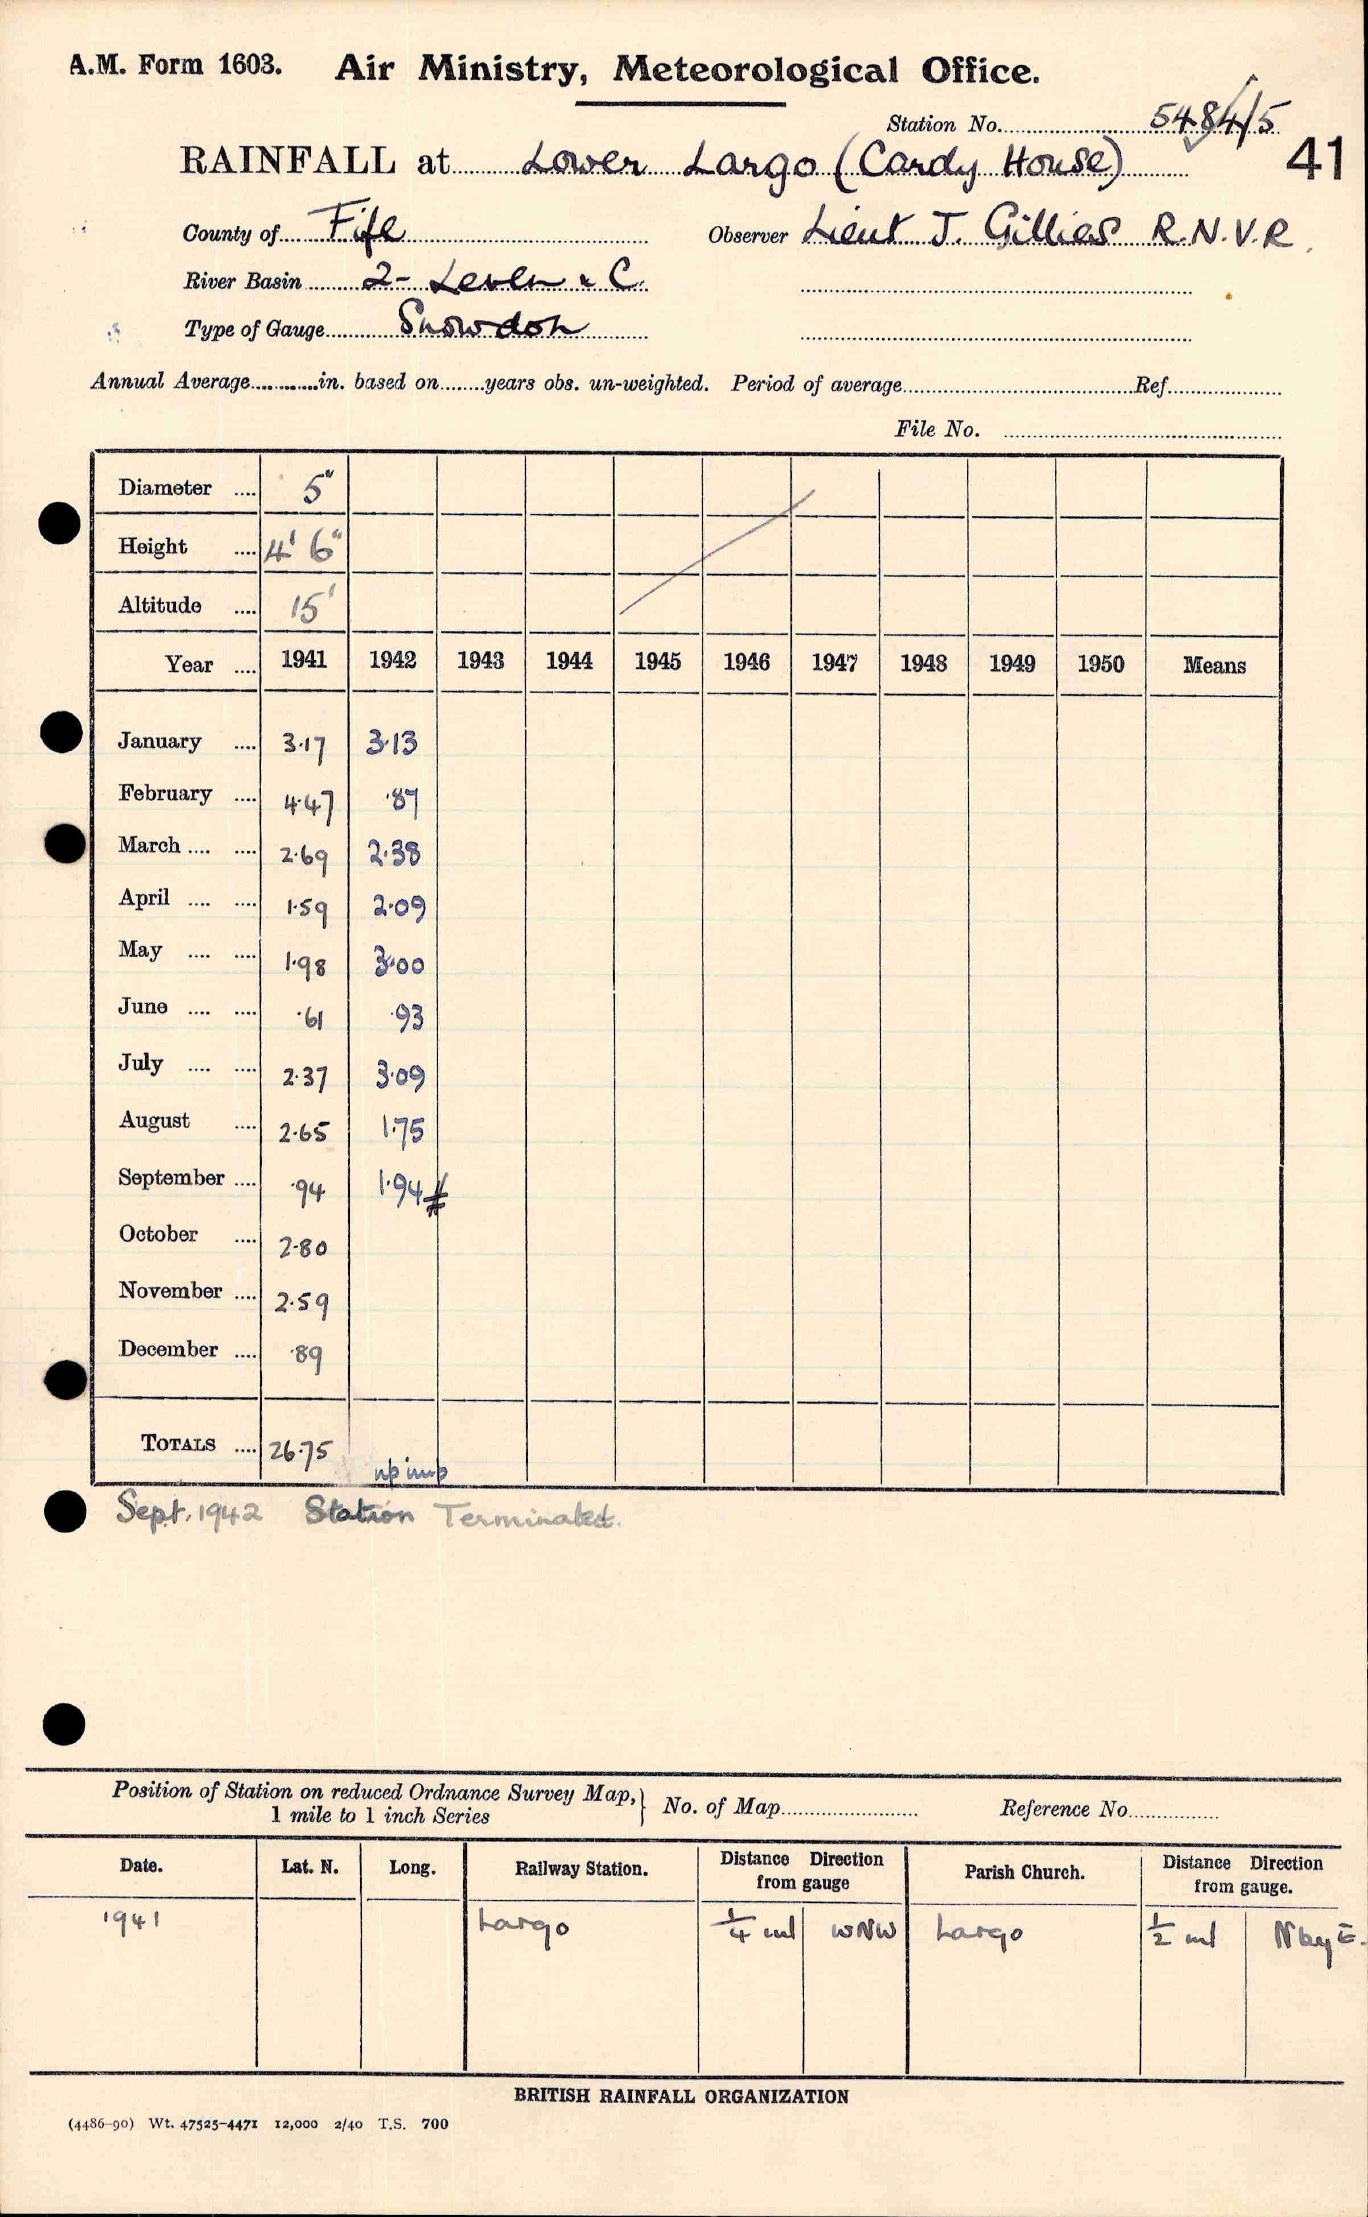 A.M. Form 1603. Air Ministry, Meteorological Office.
Station No. 5484/5
RAINFALL at Lower Largo (Cardy House) 41
County of Fife Observer Lieut J. Gillies R.N.V.R.
River Basin 2- Leven & C.
Type of Gauge Snowdon
Annual Average............in. based on........years obs. un-weighted. Period of average........................Ref.............
File No. ........................
Diameter .... 5"
Height .... 4' 6"
Altitude .... 15'
Year .... 1941 1942 1943 1944 1945 1946 1947 1948 1949 1950 Means
January .... 3.17 3.13
February .... 4.47 .87
March .... .... 2.69 2.38
April .... .... 1.59 2.09
May .... .... 1.98 3.00
June .... .... .61 .93
July .... .... 2.37 3.09
August .... 2.65 1.75
September .... .94 1.94 #
October .... 2.80
November .... 2.59
December .... .89
TOTALS .... 26.75
Sept. 1942 Station Terminated.
Position of Station on reduced Ordnance Survey Map, } No. of Map........................ Reference No...............
1 mile to 1 inch Series
Date. Lat. N. Long. Railway Station. Distance Direction from gauge Parish Church. Distance Direction from gauge.
1941 Largo 1/4 ml WNW Largo 1/2 ml N by E.
BRITISH RAINFALL ORGANIZATION
(4486-90) Wt. 47525-4471 12,000 2/40 T.S. 700